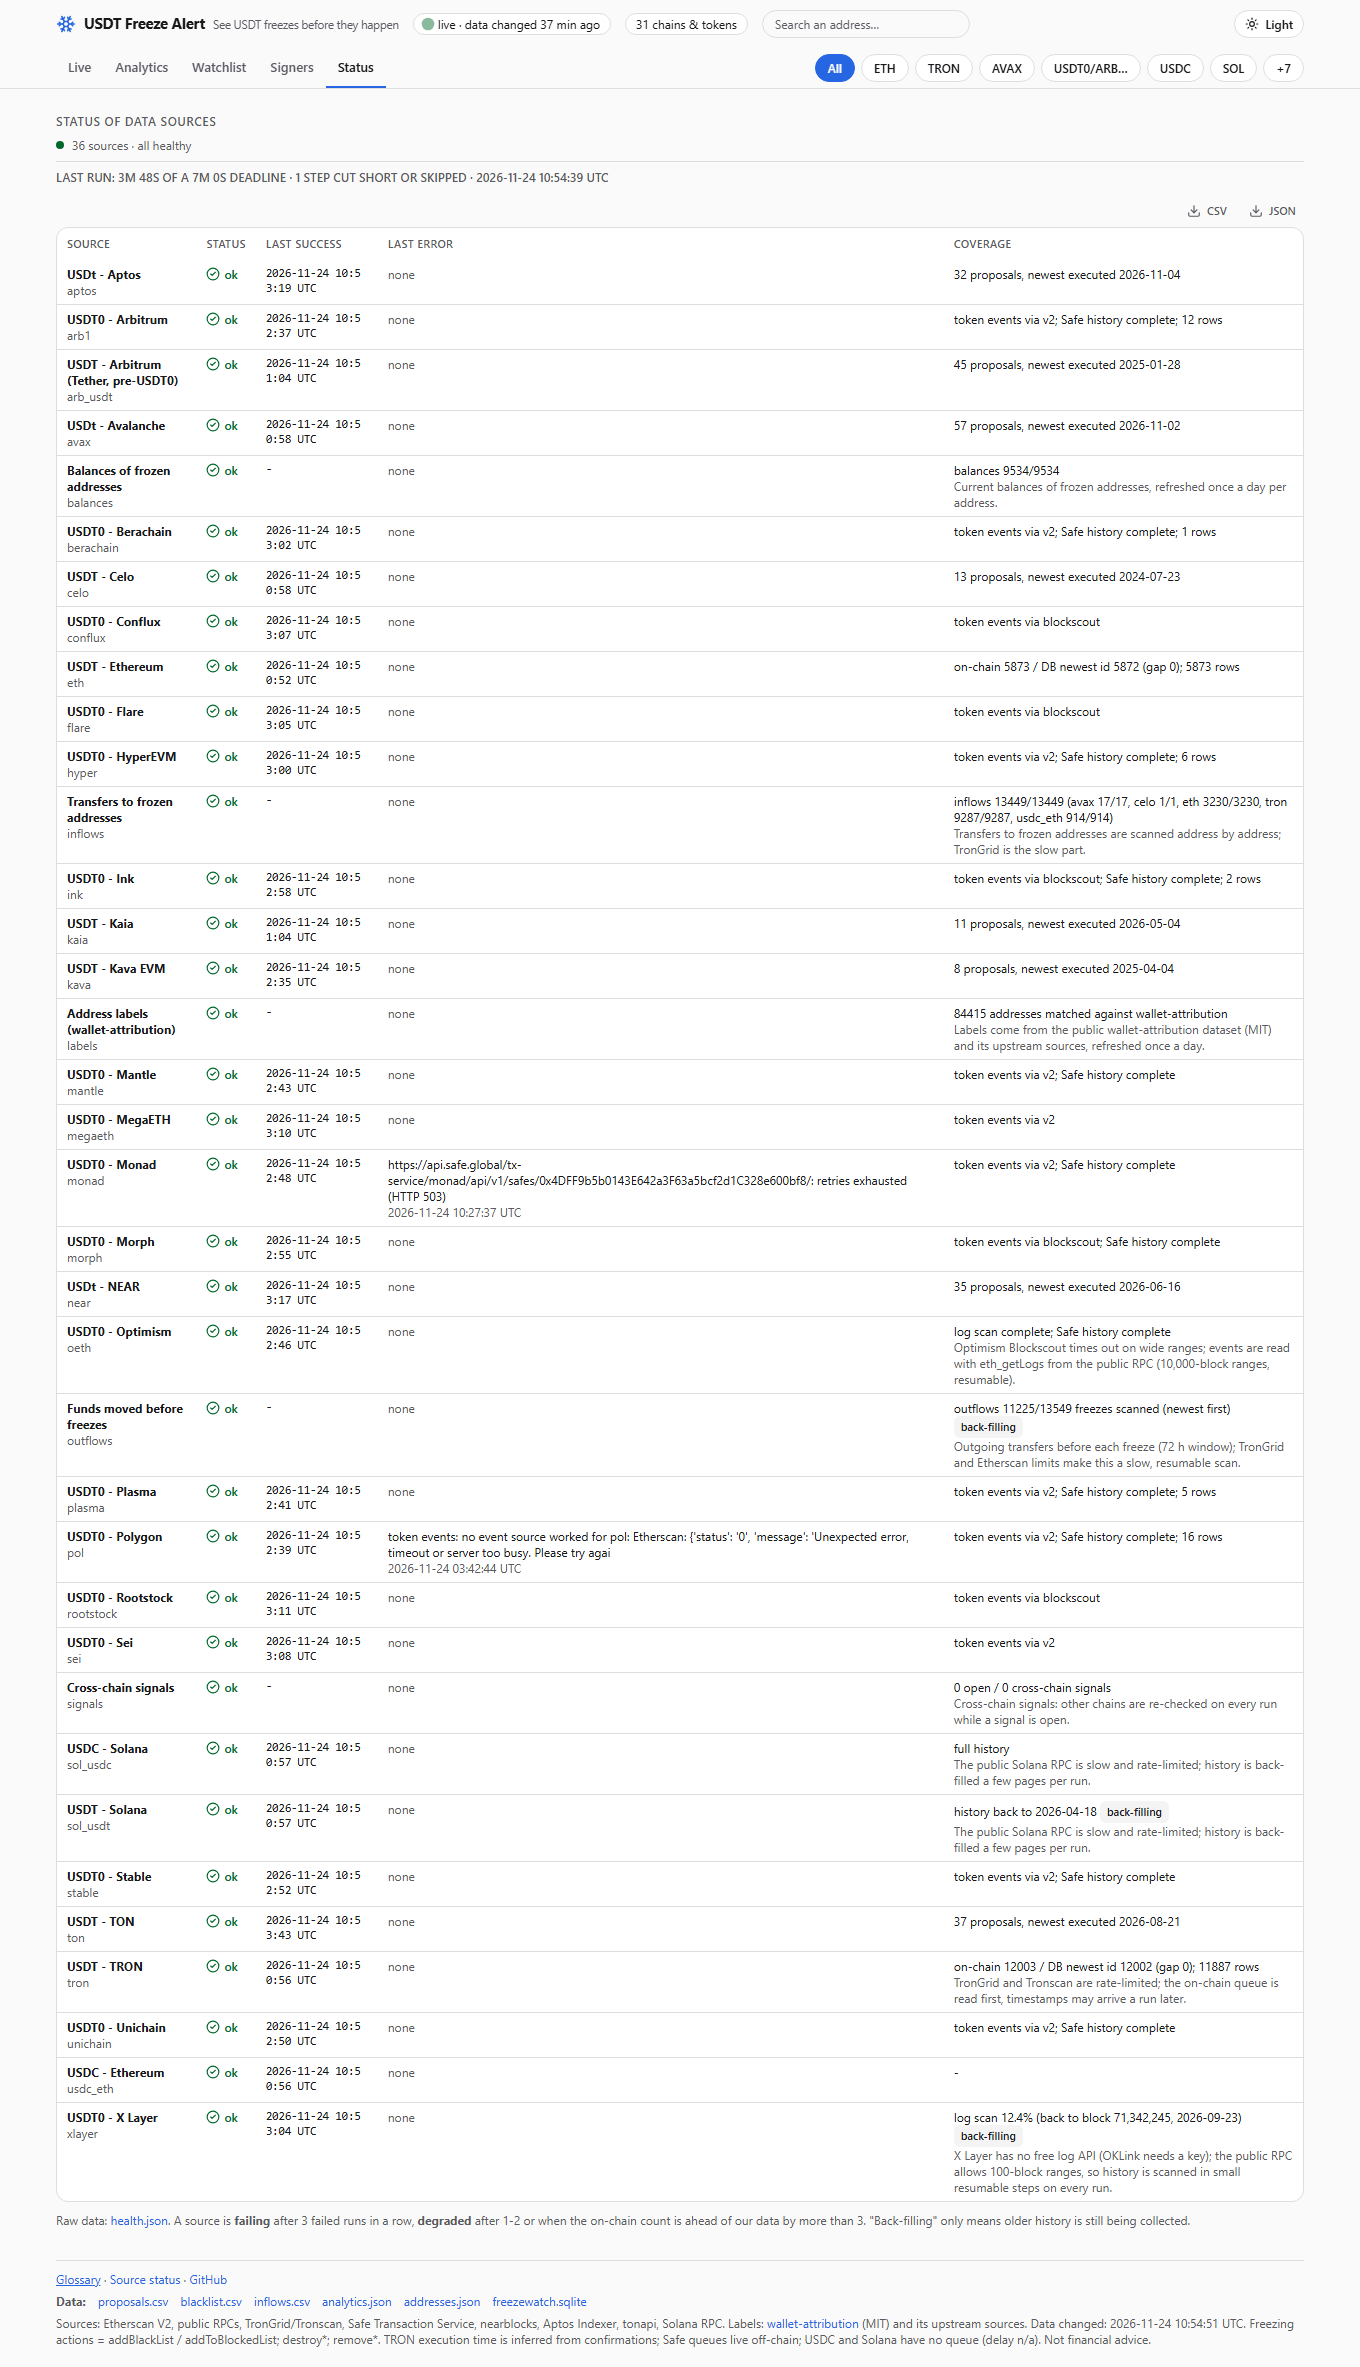 USDT Freeze Alert See USDT freezes before they happen live · data changed 37 min ago 31 chains & tokens Search an address... Light
Live Analytics Watchlist Signers Status All ETH TRON AVAX USDT0/ARB... USDC SOL +7
STATUS OF DATA SOURCES
36 sources · all healthy
LAST RUN: 3M 48S OF A 7M 0S DEADLINE · 1 STEP CUT SHORT OR SKIPPED · 2026-11-24 10:54:39 UTC
CSV JSON
SOURCE STATUS LAST SUCCESS LAST ERROR COVERAGE
USDt - Aptos ok 2026-11-24 10:5 none 32 proposals, newest executed 2026-11-04
aptos 3:19 UTC
USDT0 - Arbitrum ok 2026-11-24 10:5 none token events via v2; Safe history complete; 12 rows
arb1 2:37 UTC
USDT - Arbitrum ok 2026-11-24 10:5 none 45 proposals, newest executed 2025-01-28
(Tether, pre-USDT0) 1:04 UTC
arb_usdt
USDt - Avalanche ok 2026-11-24 10:5 none 57 proposals, newest executed 2026-11-02
avax 0:58 UTC
Balances of frozen ok - none balances 9534/9534
addresses Current balances of frozen addresses, refreshed once a day per
balances address.
USDT0 - Berachain ok 2026-11-24 10:5 none token events via v2; Safe history complete; 1 rows
berachain 3:02 UTC
USDT - Celo ok 2026-11-24 10:5 none 13 proposals, newest executed 2024-07-23
celo 0:58 UTC
USDT0 - Conflux ok 2026-11-24 10:5 none token events via blockscout
conflux 3:07 UTC
USDT - Ethereum ok 2026-11-24 10:5 none on-chain 5873 / DB newest id 5872 (gap 0); 5873 rows
eth 0:52 UTC
USDT0 - Flare ok 2026-11-24 10:5 none token events via blockscout
flare 3:05 UTC
USDT0 - HyperEVM ok 2026-11-24 10:5 none token events via v2; Safe history complete; 6 rows
hyper 3:00 UTC
Transfers to frozen ok - none inflows 13449/13449 (avax 17/17, celo 1/1, eth 3230/3230, tron
addresses 9287/9287, usdc_eth 914/914)
inflows Transfers to frozen addresses are scanned address by address;
TronGrid is the slow part.
USDT0 - Ink ok 2026-11-24 10:5 none token events via blockscout; Safe history complete; 2 rows
ink 2:58 UTC
USDT - Kaia ok 2026-11-24 10:5 none 11 proposals, newest executed 2026-05-04
kaia 1:04 UTC
USDT - Kava EVM ok 2026-11-24 10:5 none 8 proposals, newest executed 2025-04-04
kava 2:35 UTC
Address labels ok - none 84415 addresses matched against wallet-attribution
(wallet-attribution) Labels come from the public wallet-attribution dataset (MIT)
labels and its upstream sources, refreshed once a day.
USDT0 - Mantle ok 2026-11-24 10:5 none token events via v2; Safe history complete
mantle 2:43 UTC
USDT0 - MegaETH ok 2026-11-24 10:5 none token events via v2
megaeth 3:10 UTC
USDT0 - Monad ok 2026-11-24 10:5 https://api.safe.global/tx- token events via v2; Safe history complete
monad 2:48 UTC service/monad/api/v1/safes/0x4DFF9b5b0143E642a3F63a5bcf2d1C328e600bf8/: retries exhausted
(HTTP 503)
2026-11-24 10:27:37 UTC
USDT0 - Morph ok 2026-11-24 10:5 none token events via blockscout; Safe history complete
morph 2:55 UTC
USDt - NEAR ok 2026-11-24 10:5 none 35 proposals, newest executed 2026-06-16
near 3:17 UTC
USDT0 - Optimism ok 2026-11-24 10:5 none log scan complete; Safe history complete
oeth 2:46 UTC Optimism Blockscout times out on wide ranges; events are read
with eth_getLogs from the public RPC (10,000-block ranges,
resumable).
Funds moved before ok - none outflows 11225/13549 freezes scanned (newest first)
freezes back-filling
outflows Outgoing transfers before each freeze (72 h window); TronGrid
and Etherscan limits make this a slow, resumable scan.
USDT0 - Plasma ok 2026-11-24 10:5 none token events via v2; Safe history complete; 5 rows
plasma 2:41 UTC
USDT0 - Polygon ok 2026-11-24 10:5 token events: no event source worked for pol: Etherscan: {'status': '0', 'message': 'Unexpected error, token events via v2; Safe history complete; 16 rows
pol 2:39 UTC timeout or server too busy. Please try agai
2026-11-24 03:42:44 UTC
USDT0 - Rootstock ok 2026-11-24 10:5 none token events via blockscout
rootstock 3:11 UTC
USDT0 - Sei ok 2026-11-24 10:5 none token events via v2
sei 3:08 UTC
Cross-chain signals ok - none 0 open / 0 cross-chain signals
signals Cross-chain signals: other chains are re-checked on every run
while a signal is open.
USDC - Solana ok 2026-11-24 10:5 none full history
sol_usdc 0:57 UTC The public Solana RPC is slow and rate-limited; history is back-
filled a few pages per run.
USDT - Solana ok 2026-11-24 10:5 none history back to 2026-04-18 back-filling
sol_usdt 0:57 UTC The public Solana RPC is slow and rate-limited; history is back-
filled a few pages per run.
USDT0 - Stable ok 2026-11-24 10:5 none token events via v2; Safe history complete
stable 2:52 UTC
USDT - TON ok 2026-11-24 10:5 none 37 proposals, newest executed 2026-08-21
ton 3:43 UTC
USDT - TRON ok 2026-11-24 10:5 none on-chain 12003 / DB newest id 12002 (gap 0); 11887 rows
tron 0:56 UTC TronGrid and Tronscan are rate-limited; the on-chain queue is
read first, timestamps may arrive a run later.
USDT0 - Unichain ok 2026-11-24 10:5 none token events via v2; Safe history complete
unichain 2:50 UTC
USDC - Ethereum ok 2026-11-24 10:5 none -
usdc_eth 0:56 UTC
USDT0 - X Layer ok 2026-11-24 10:5 none log scan 12.4% (back to block 71,342,245, 2026-09-23)
xlayer 3:04 UTC back-filling
X Layer has no free log API (OKLink needs a key); the public RPC
allows 100-block ranges, so history is scanned in small
resumable steps on every run.
Raw data: health.json. A source is failing after 3 failed runs in a row, degraded after 1-2 or when the on-chain count is ahead of our data by more than 3. "Back-filling" only means older history is still being collected.
Glossary · Source status · GitHub
Data: proposals.csv blacklist.csv inflows.csv analytics.json addresses.json freezewatch.sqlite
Sources: Etherscan V2, public RPCs, TronGrid/Tronscan, Safe Transaction Service, nearblocks, Aptos Indexer, tonapi, Solana RPC. Labels: wallet-attribution (MIT) and its upstream sources. Data changed: 2026-11-24 10:54:51 UTC. Freezing
actions = addBlackList / addToBlockedList; destroy*; remove*. TRON execution time is inferred from confirmations; Safe queues live off-chain; USDC and Solana have no queue (delay n/a). Not financial advice.